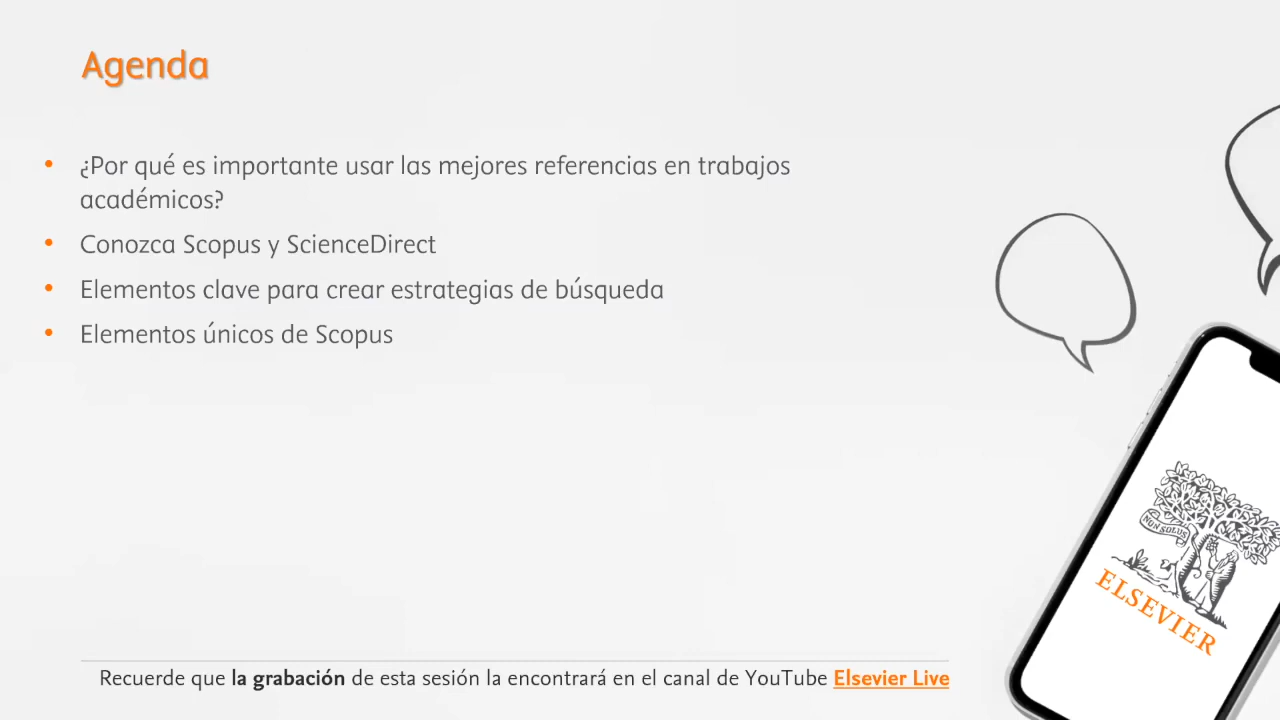 Agenda
• ¿Por qué es importante usar las mejores referencias en trabajos
académicos?
• Conozca Scopus y ScienceDirect
• Elementos clave para crear estrategias de búsqueda
• Elementos únicos de Scopus
NON SOLUS
ELSEVIER
Recuerde que la grabación de esta sesión la encontrará en el canal de YouTube Elsevier Live